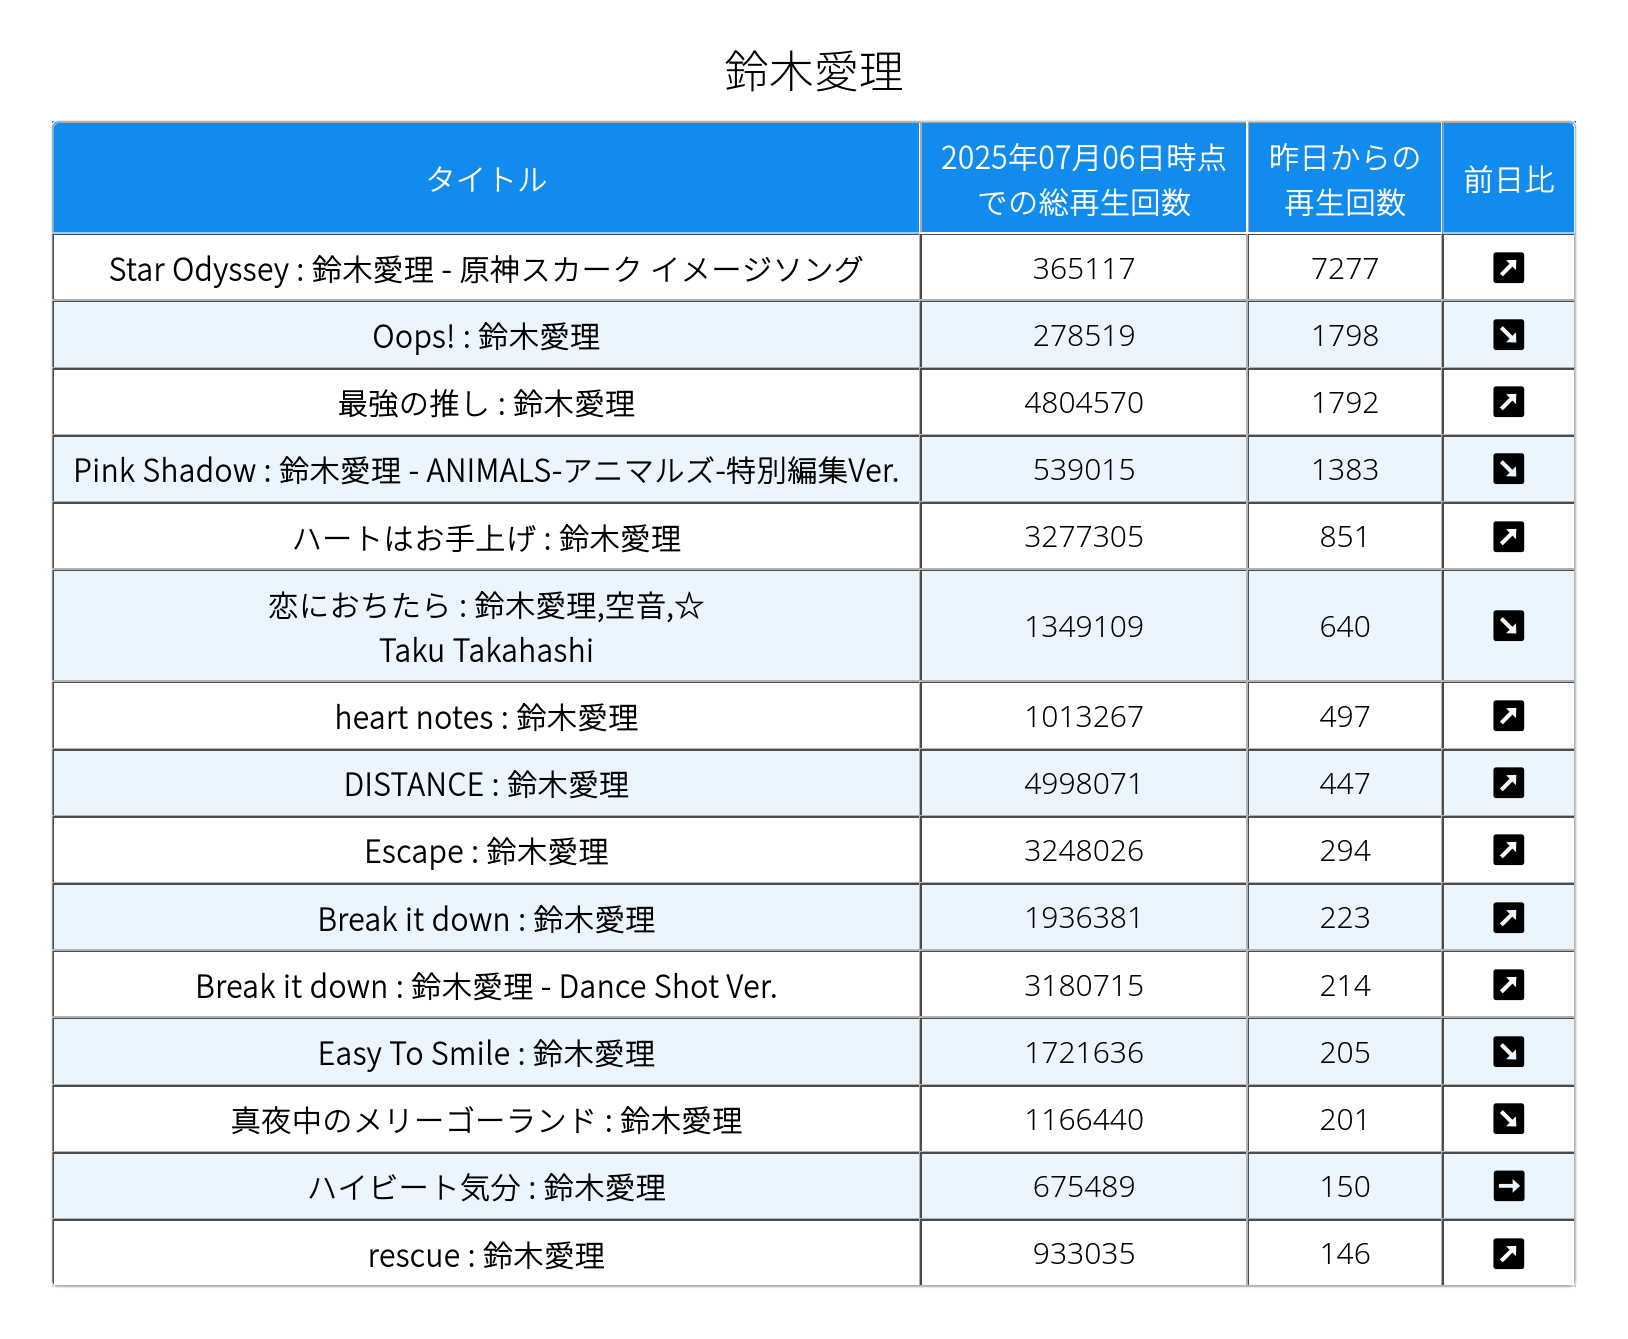 鈴木愛理
タイトル
2025年07月06日時点
での総再生回数
昨日からの
再生回数
前日比
Star Odyssey : 鈴木愛理 - 原神スカーク イメージソング 365117 7277 ↗
Oops! : 鈴木愛理 278519 1798 ↘
最強の推し : 鈴木愛理 4804570 1792 ↗
Pink Shadow : 鈴木愛理 - ANIMALS-アニマルズ-特別編集Ver. 539015 1383 ↘
ハートはお手上げ : 鈴木愛理 3277305 851 ↗
恋におちたら : 鈴木愛理,空音,☆
Taku Takahashi 1349109 640 ↘
heart notes : 鈴木愛理 1013267 497 ↗
DISTANCE : 鈴木愛理 4998071 447 ↗
Escape : 鈴木愛理 3248026 294 ↗
Break it down : 鈴木愛理 1936381 223 ↗
Break it down : 鈴木愛理 - Dance Shot Ver. 3180715 214 ↗
Easy To Smile : 鈴木愛理 1721636 205 ↘
真夜中のメリーゴーランド : 鈴木愛理 1166440 201 ↘
ハイビート気分 : 鈴木愛理 675489 150 →
rescue : 鈴木愛理 933035 146 ↗